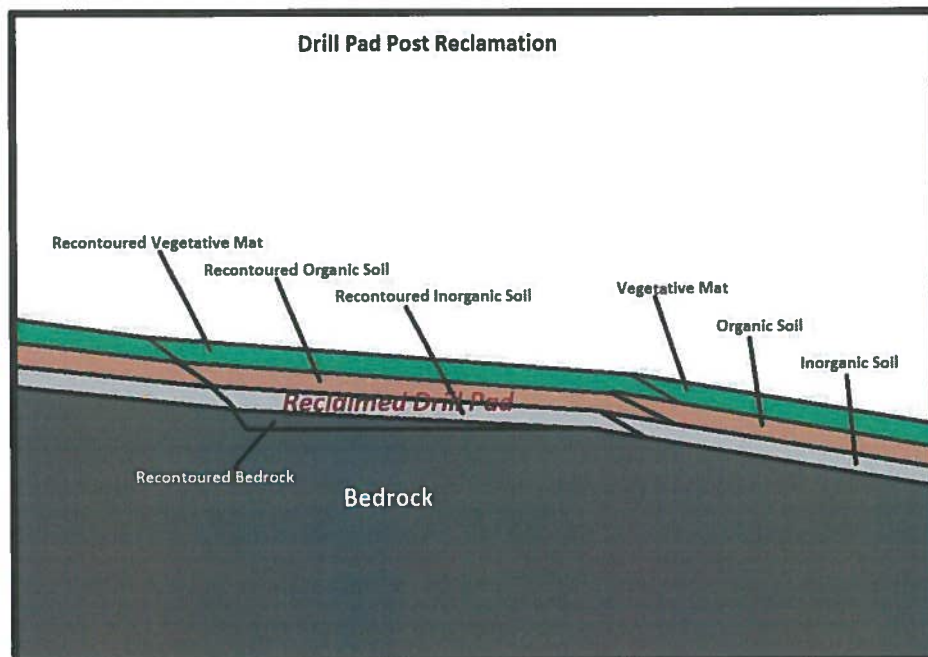 Drill Pad Post Reclamation
Recontoured Vegetative Mat
Recontoured Organic Soil
Recontoured Inorganic Soil
Vegetative Mat
Organic Soil
Inorganic Soil
Reclaimed Drill Pad
Recontoured Bedrock
Bedrock